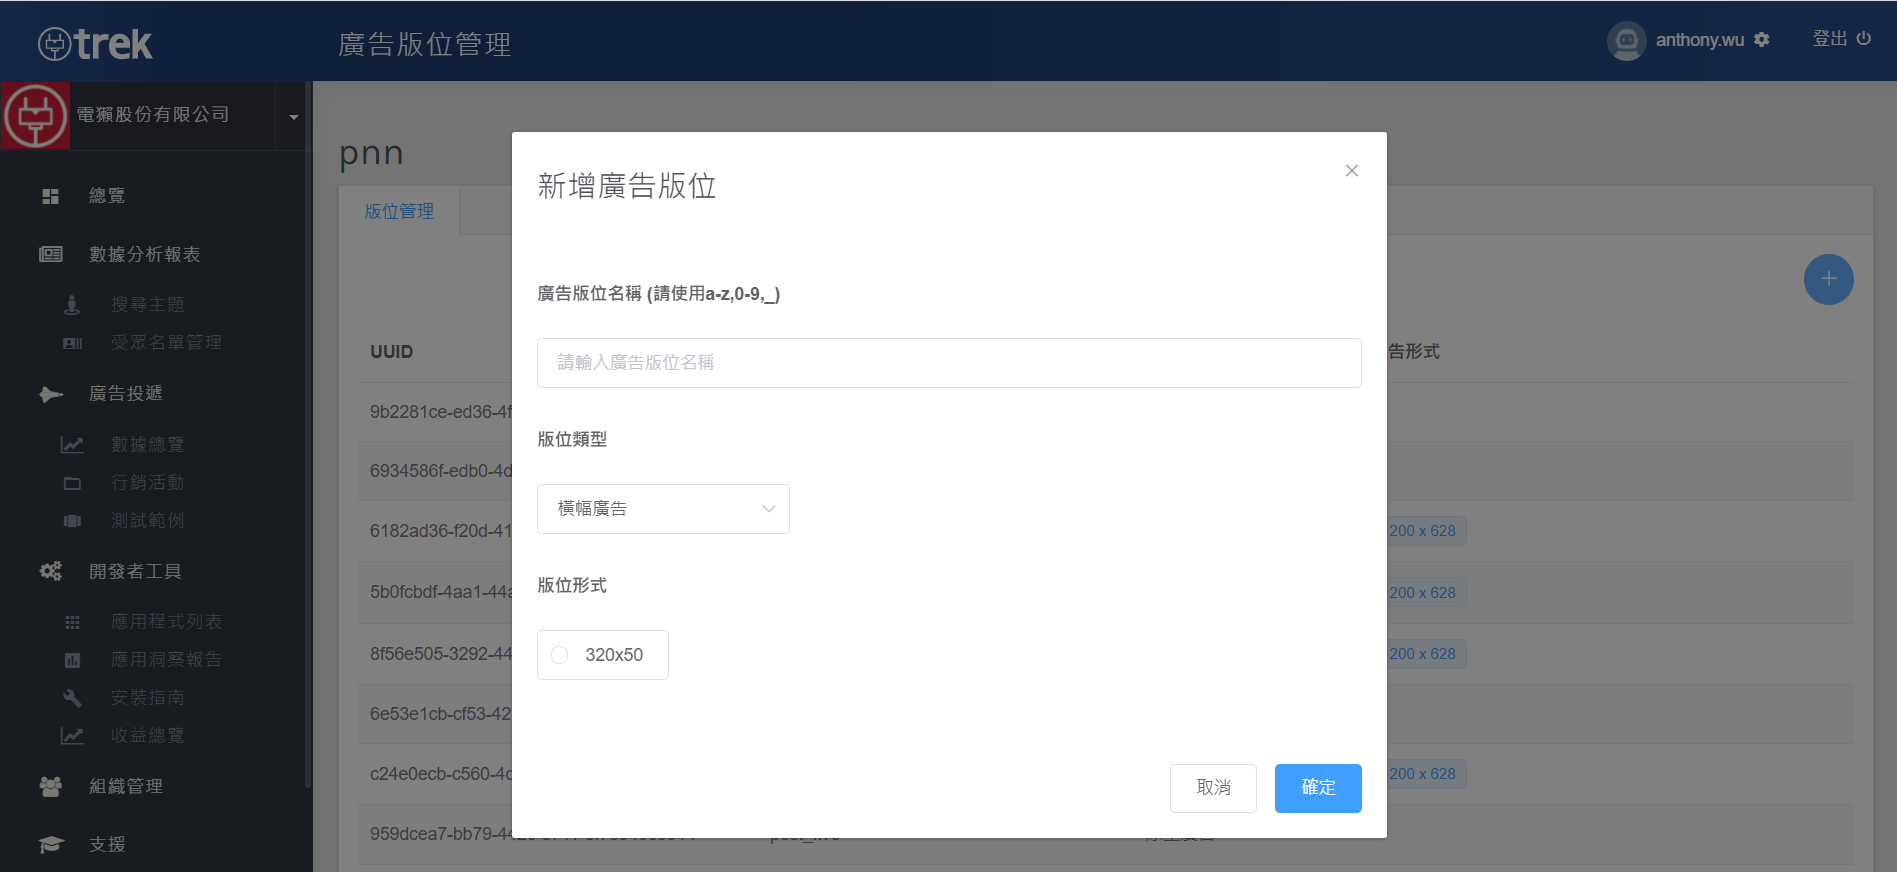 trek
廣告版位管理
anthony.wu
登出
電獺股份有限公司
總覽
數據分析報表
搜尋主題
受眾名單管理
廣告投遞
數據總覽
行銷活動
測試範例
開發者工具
應用程式列表
應用洞察報告
安裝指南
收益總覽
組織管理
支援
pnn
版位管理
UUID
告形式
9b2281ce-ed36-4f
6934586f-edb0-4d
6182ad36-f20d-41
200 x 628
5b0fcbdf-4aa1-44a
200 x 628
8f56e505-3292-44
200 x 628
6e53e1cb-cf53-42
c24e0ecb-c560-4c
200 x 628
959dcea7-bb79-44
新增廣告版位
廣告版位名稱 (請使用a-z,0-9,_)
請輸入廣告版位名稱
版位類型
橫幅廣告
版位形式
320x50
取消
確定